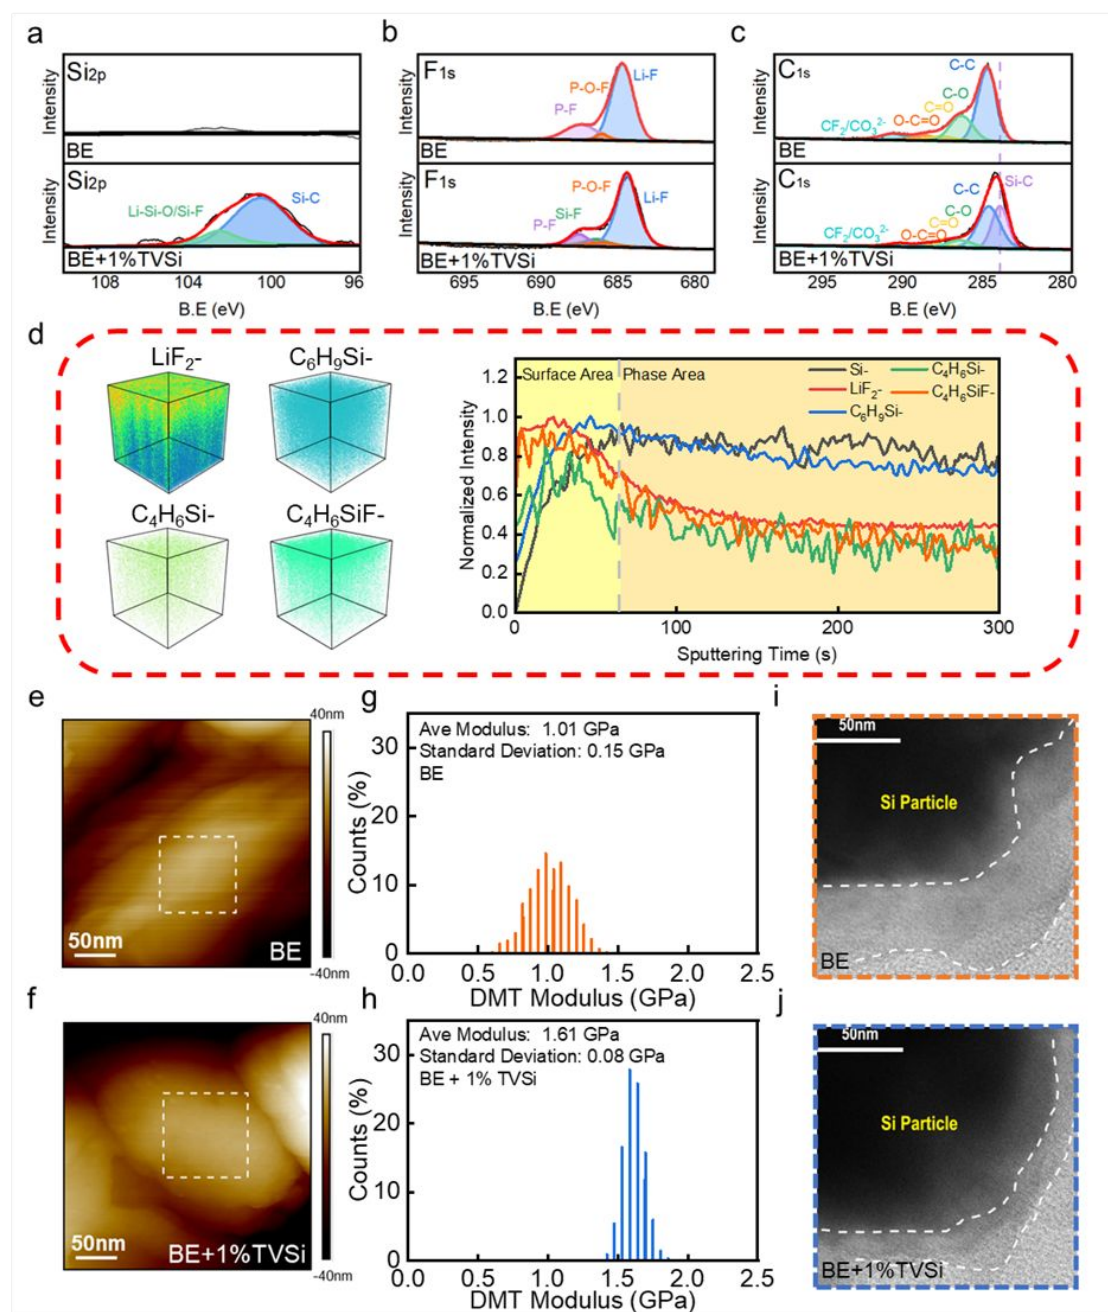 a
Si2p
Intensity
BE
Si2p
Li-Si-O/Si-F
Si-C
Intensity
BE+1%TVSi
108 104 100 96
B.E (eV)
b
F1s
P-O-F
Li-F
P-F
Intensity
BE
F1s
P-O-F
Si-F
Li-F
P-F
Intensity
BE+1%TVSi
695 690 685 680
B.E (eV)
c
C1s
C-C
C-O
C=O
O-C=O
CF2/CO3²⁻
Intensity
BE
C1s
Si-C
C-C
C-O
C=O
O-C=O
CF2/CO3²⁻
Intensity
BE+1%TVSi
295 290 285 280
B.E (eV)
d
LiF2-
C6H9Si-
C4H6Si-
C4H6SiF-
Surface Area
Phase Area
Si-
LiF2-
C6H9Si-
C4H6Si-
C4H6SiF-
Normalized Intensity
1.2
1.0
0.8
0.6
0.4
0.2
0.0
0 100 200 300
Sputtering Time (s)
e
40nm
50nm
BE
-40nm
g
Ave Modulus: 1.01 GPa
Standard Deviation: 0.15 GPa
BE
Counts (%)
30
20
10
0
0.0 0.5 1.0 1.5 2.0 2.5
DMT Modulus (GPa)
i
50nm
Si Particle
BE
f
40nm
50nm
BE+1%TVSi
-40nm
h
Ave Modulus: 1.61 GPa
Standard Deviation: 0.08 GPa
BE + 1% TVSi
Counts (%)
30
20
10
0
0.0 0.5 1.0 1.5 2.0 2.5
DMT Modulus (GPa)
j
50nm
Si Particle
BE+1%TVSi